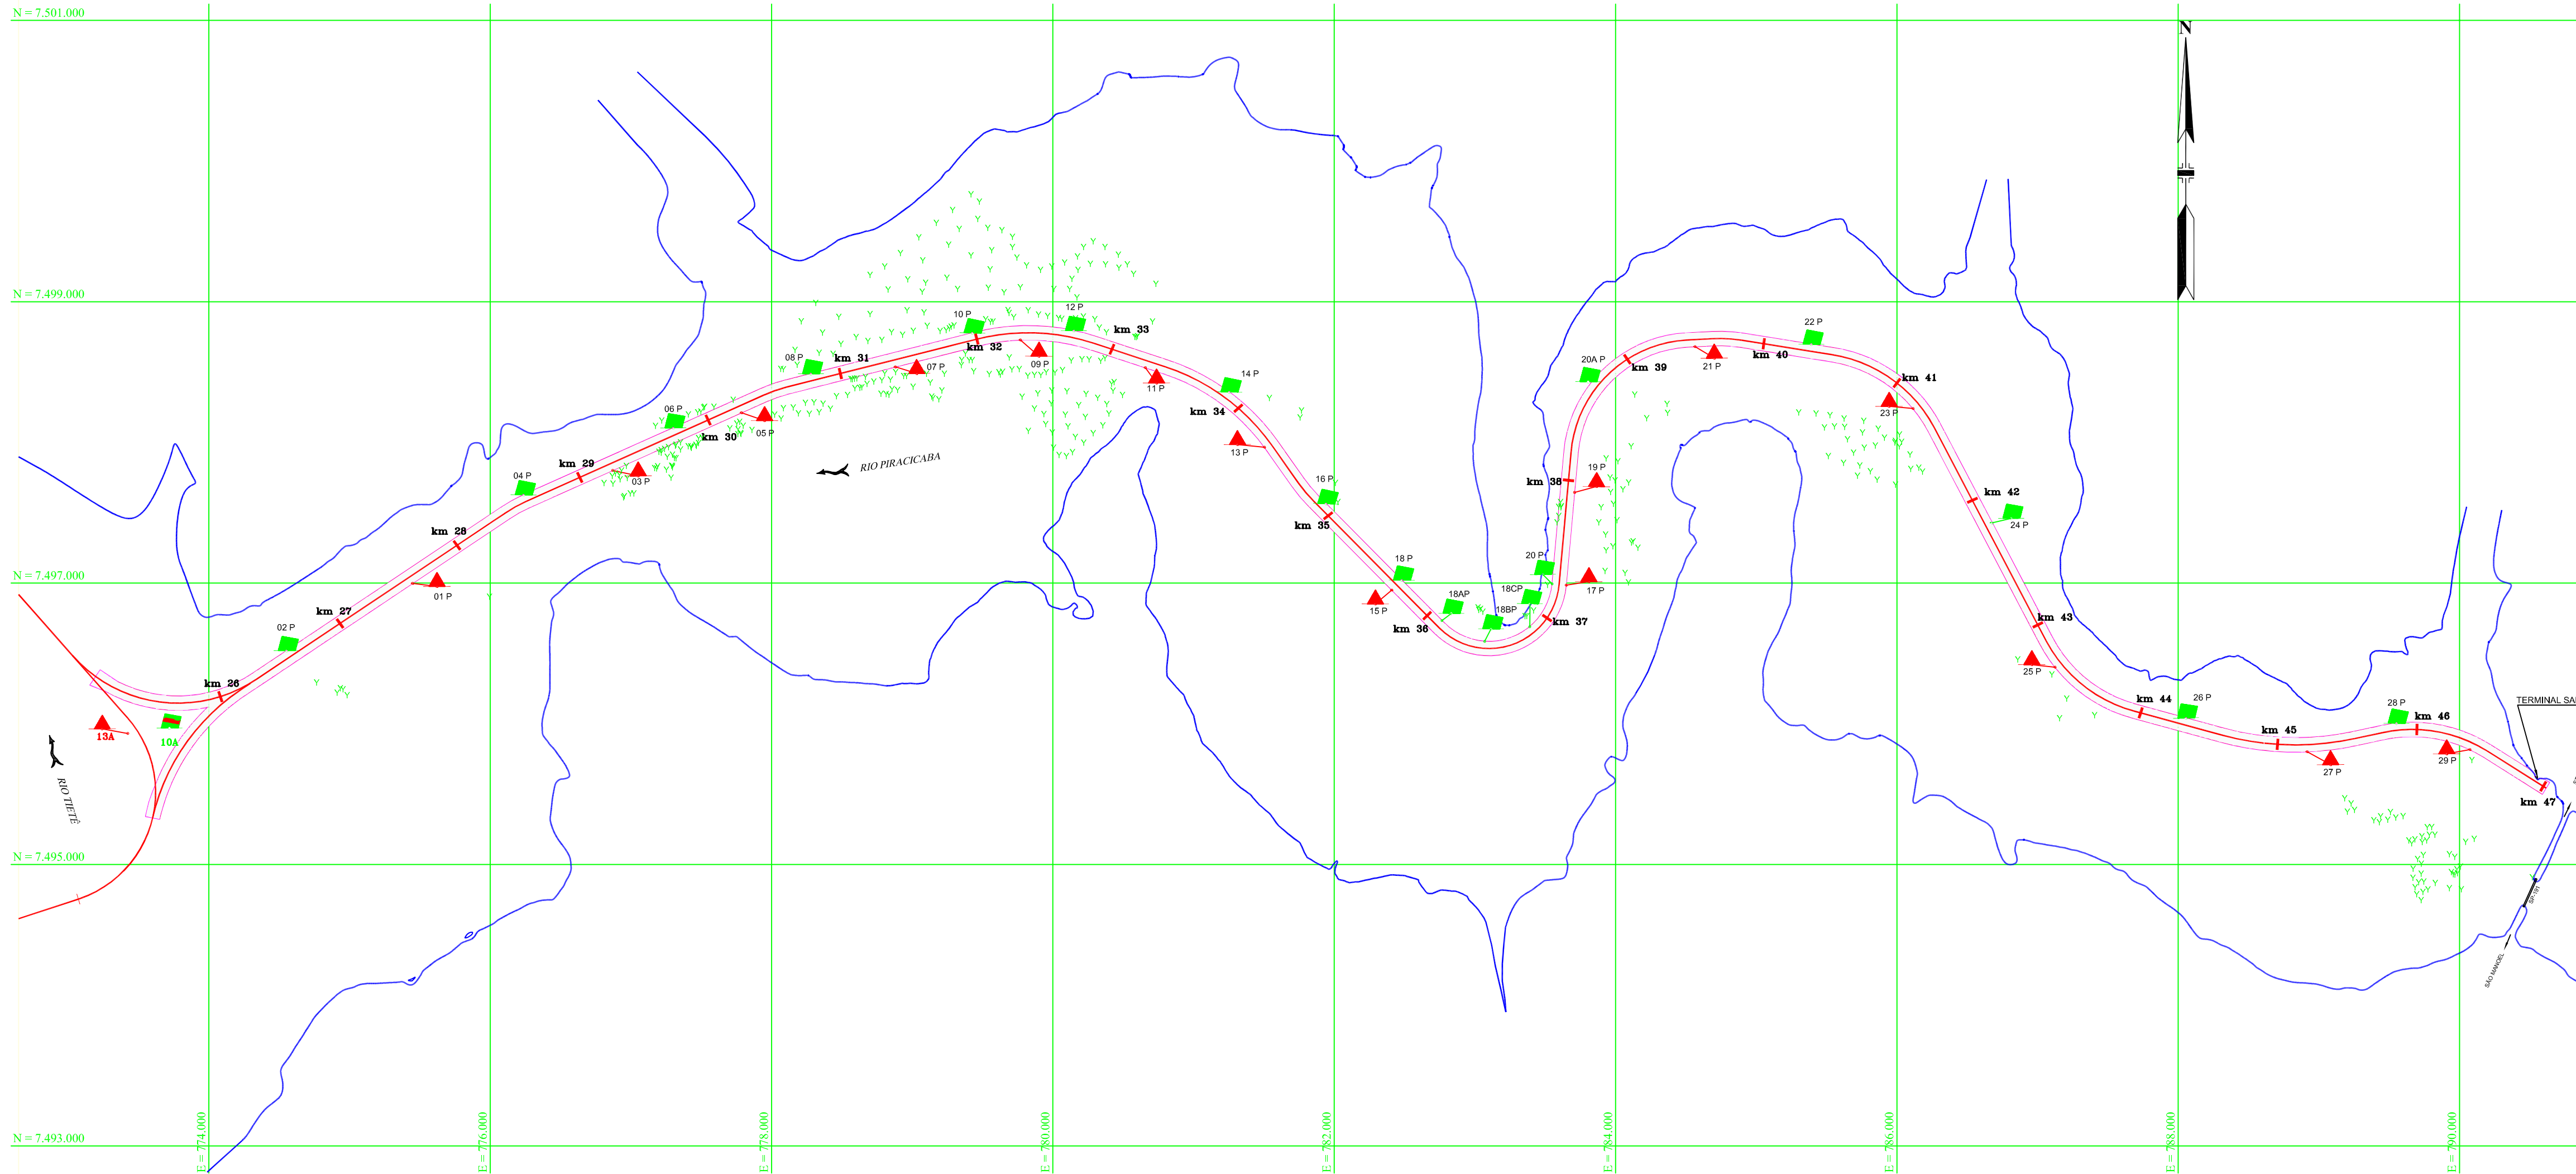 N = 7.501.000
N
N = 7.499.000
10 P
12 P
km 33
22 P
km 32
09 P
km 40
08 P
km 31
07 P
20A P
km 39
21 P
11 P
14 P
km 41
23 P
km 34
06 P
km 30
05 P
13 P
RIO PIRACICABA
km 29
03 P
04 P
16 P
km 35
19 P
km 38
km 42
24 P
km 28
N = 7.497.000
01 P
18 P
20 P
17 P
15 P
18AP
18CP
18BP
km 36
km 37
km 27
02 P
km 43
25 P
km 26
13A
10A
RIO TIETÊ
km 44
26 P
28 P
km 45
km 46
27 P
29 P
TERMINAL SA
km 47
N = 7.495.000
SP-191
SÃO MANOEL
N = 7.493.000
E = 774.000
E = 776.000
E = 778.000
E = 780.000
E = 782.000
E = 784.000
E = 786.000
E = 788.000
E = 790.000